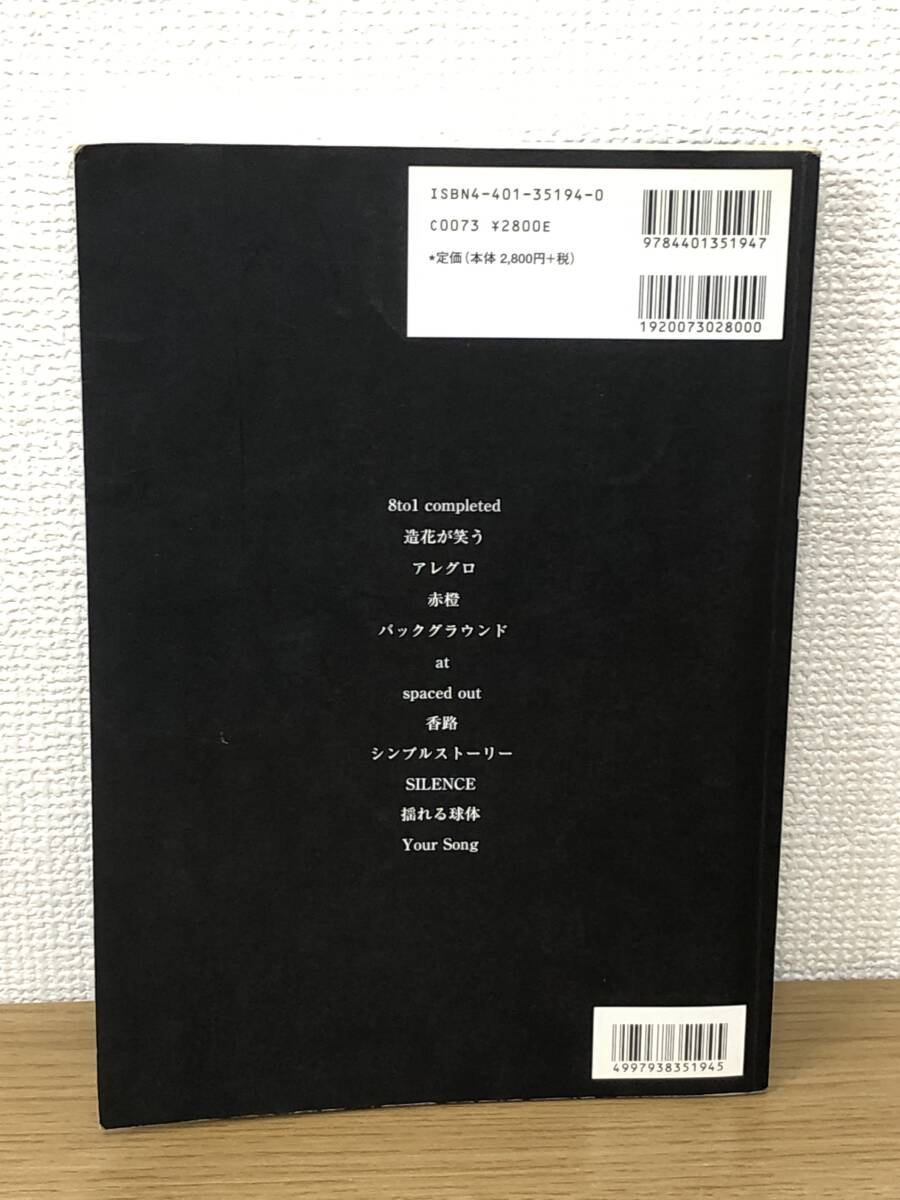 ISBN4-401-35194-0
C0073 ¥2800E
*定価(本体 2,800円+税)
9784401351947
1920073028000
8to1 completed
造花が笑う
アレグロ
赤橙
バックグラウンド
at
spaced out
香路
シンプルストーリー
SILENCE
揺れる球体
Your Song
4997938351945